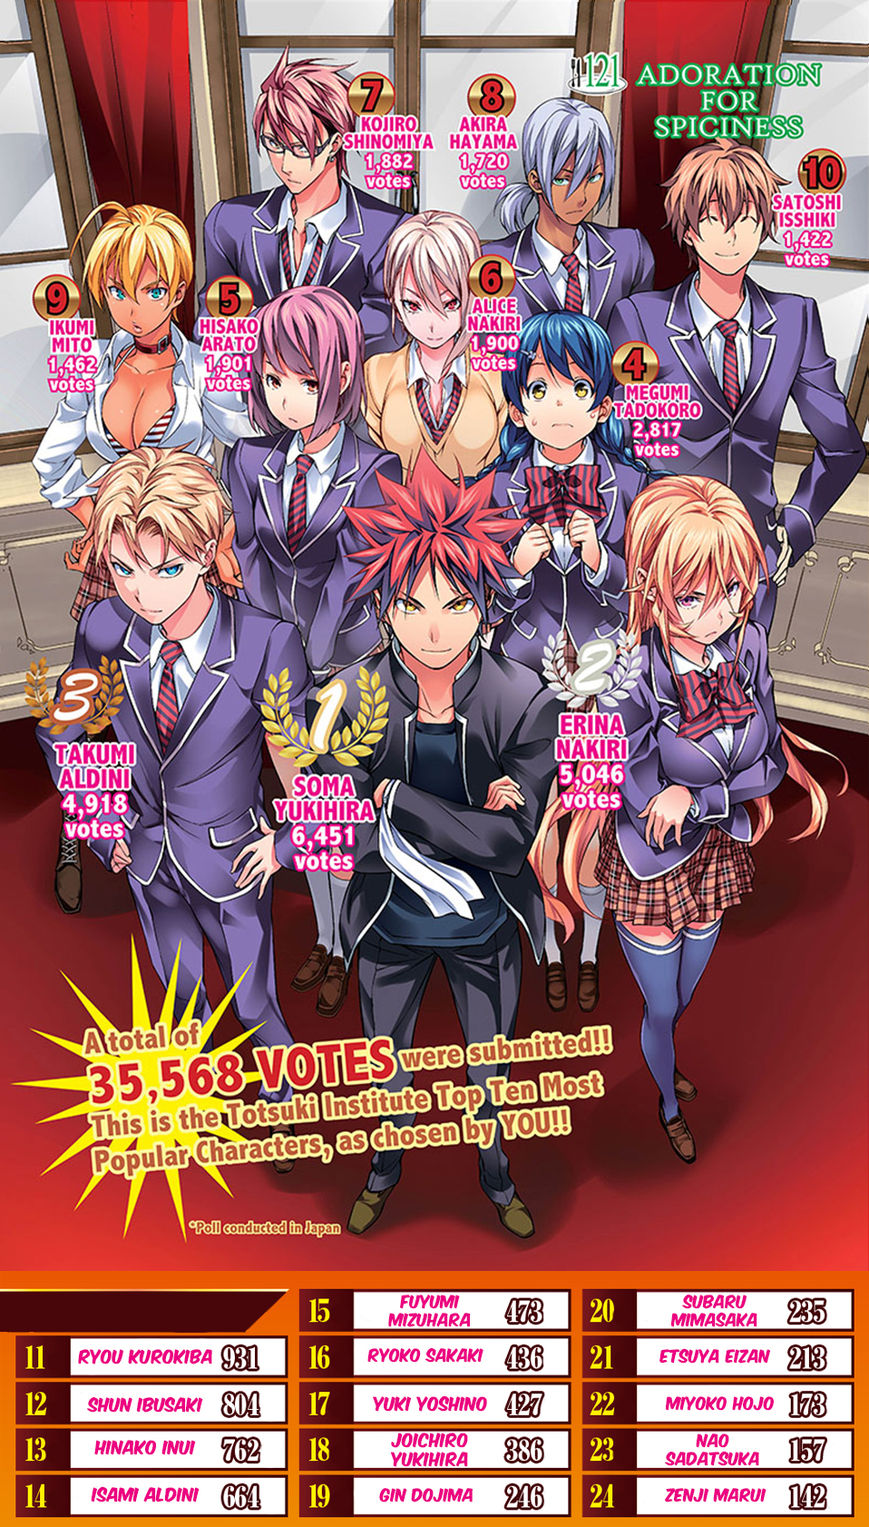 121 ADORATION
FOR
SPICINESS
7
KOJIRO
SHINOMIYA
1,882
votes
8
AKIRA
HAYAMA
1,720
votes
10
SATOSHI
ISSHIKI
1,422
votes
9
IKUMI
MITO
1,462
votes
5
HISAKO
ARATO
1,901
votes
6
ALICE
NAKIRI
1,900
votes
4
MEGUMI
TADOKORO
2,817
votes
3
TAKUMI
ALDINI
4,918
votes
1
SOMA
YUKIHIRA
6,451
votes
2
ERINA
NAKIRI
5,046
votes
A total of
35,568 VOTES were submitted!!
This is the Totsuki Institute Top Ten Most
Popular Characters, as chosen by YOU!!
*Poll conducted in Japan
11 RYOU KUROKIBA 931
12 SHUN IBUSAKI 804
13 HINAKO INUI 762
14 ISAMI ALDINI 664
15 FUYUMI
MIZUHARA 473
16 RYOKO SAKAKI 436
17 YUKI YOSHINO 427
18 JOICHIRO
YUKIHIRA 386
19 GIN DOJIMA 246
20 SUBARU
MIMASAKA 235
21 ETSUYA EIZAN 213
22 MIYOKO HOJO 173
23 NAO
SADATSUKA 157
24 ZENJI MARUI 142